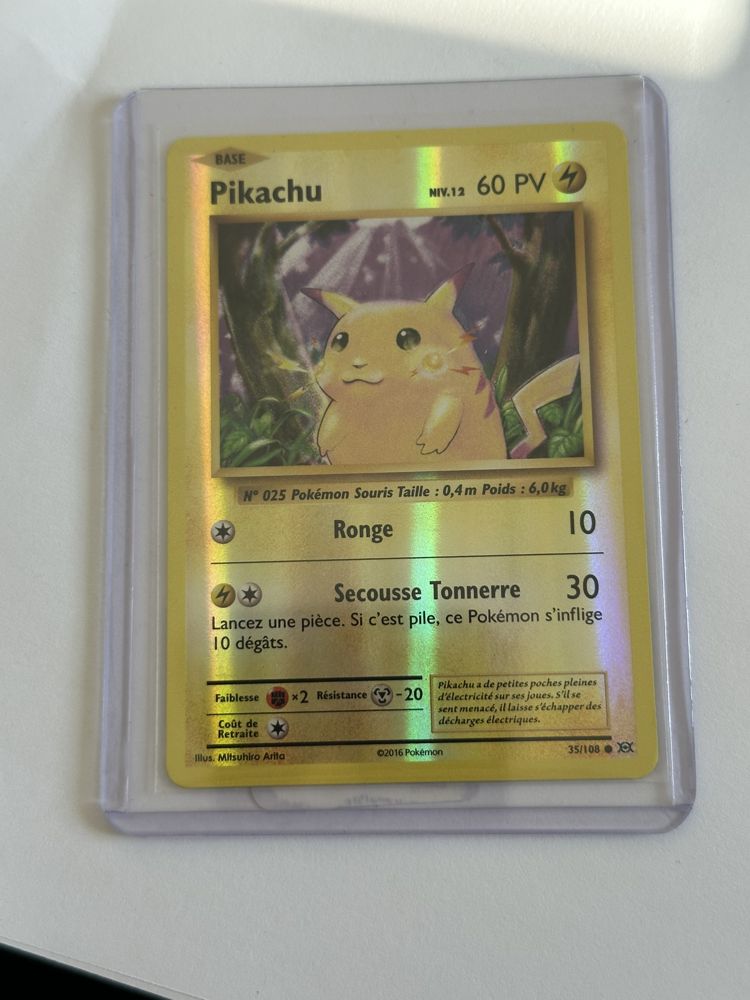 BASE
Pikachu NIV.12 60 PV
N° 025 Pokémon Souris Taille : 0,4 m Poids : 6,0 kg
Ronge 10
Secousse Tonnerre 30
Lancez une pièce. Si c'est pile, ce Pokémon s'inflige
10 dégâts.
Faiblesse ×2 Résistance -20
Coût de
Retraite
Pikachu a de petites poches pleines
d'électricité sur ses joues. S'il se
sent menacé, il laisse s'échapper des
décharges électriques.
Illus. Mitsuhiro Arita ©2016 Pokémon 35/108